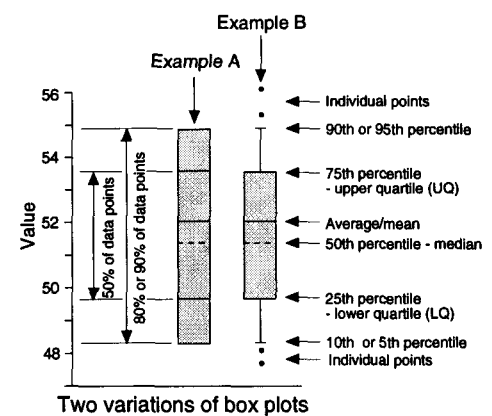 Example B
Example A
56
54
52
50
48
Value
50% of data points
80% or 90% of data points
Individual points
90th or 95th percentile
75th percentile
- upper quartile (UQ)
Average/mean
50th percentile - median
25th percentile
- lower quartile (LQ)
10th or 5th percentile
Individual points
Two variations of box plots